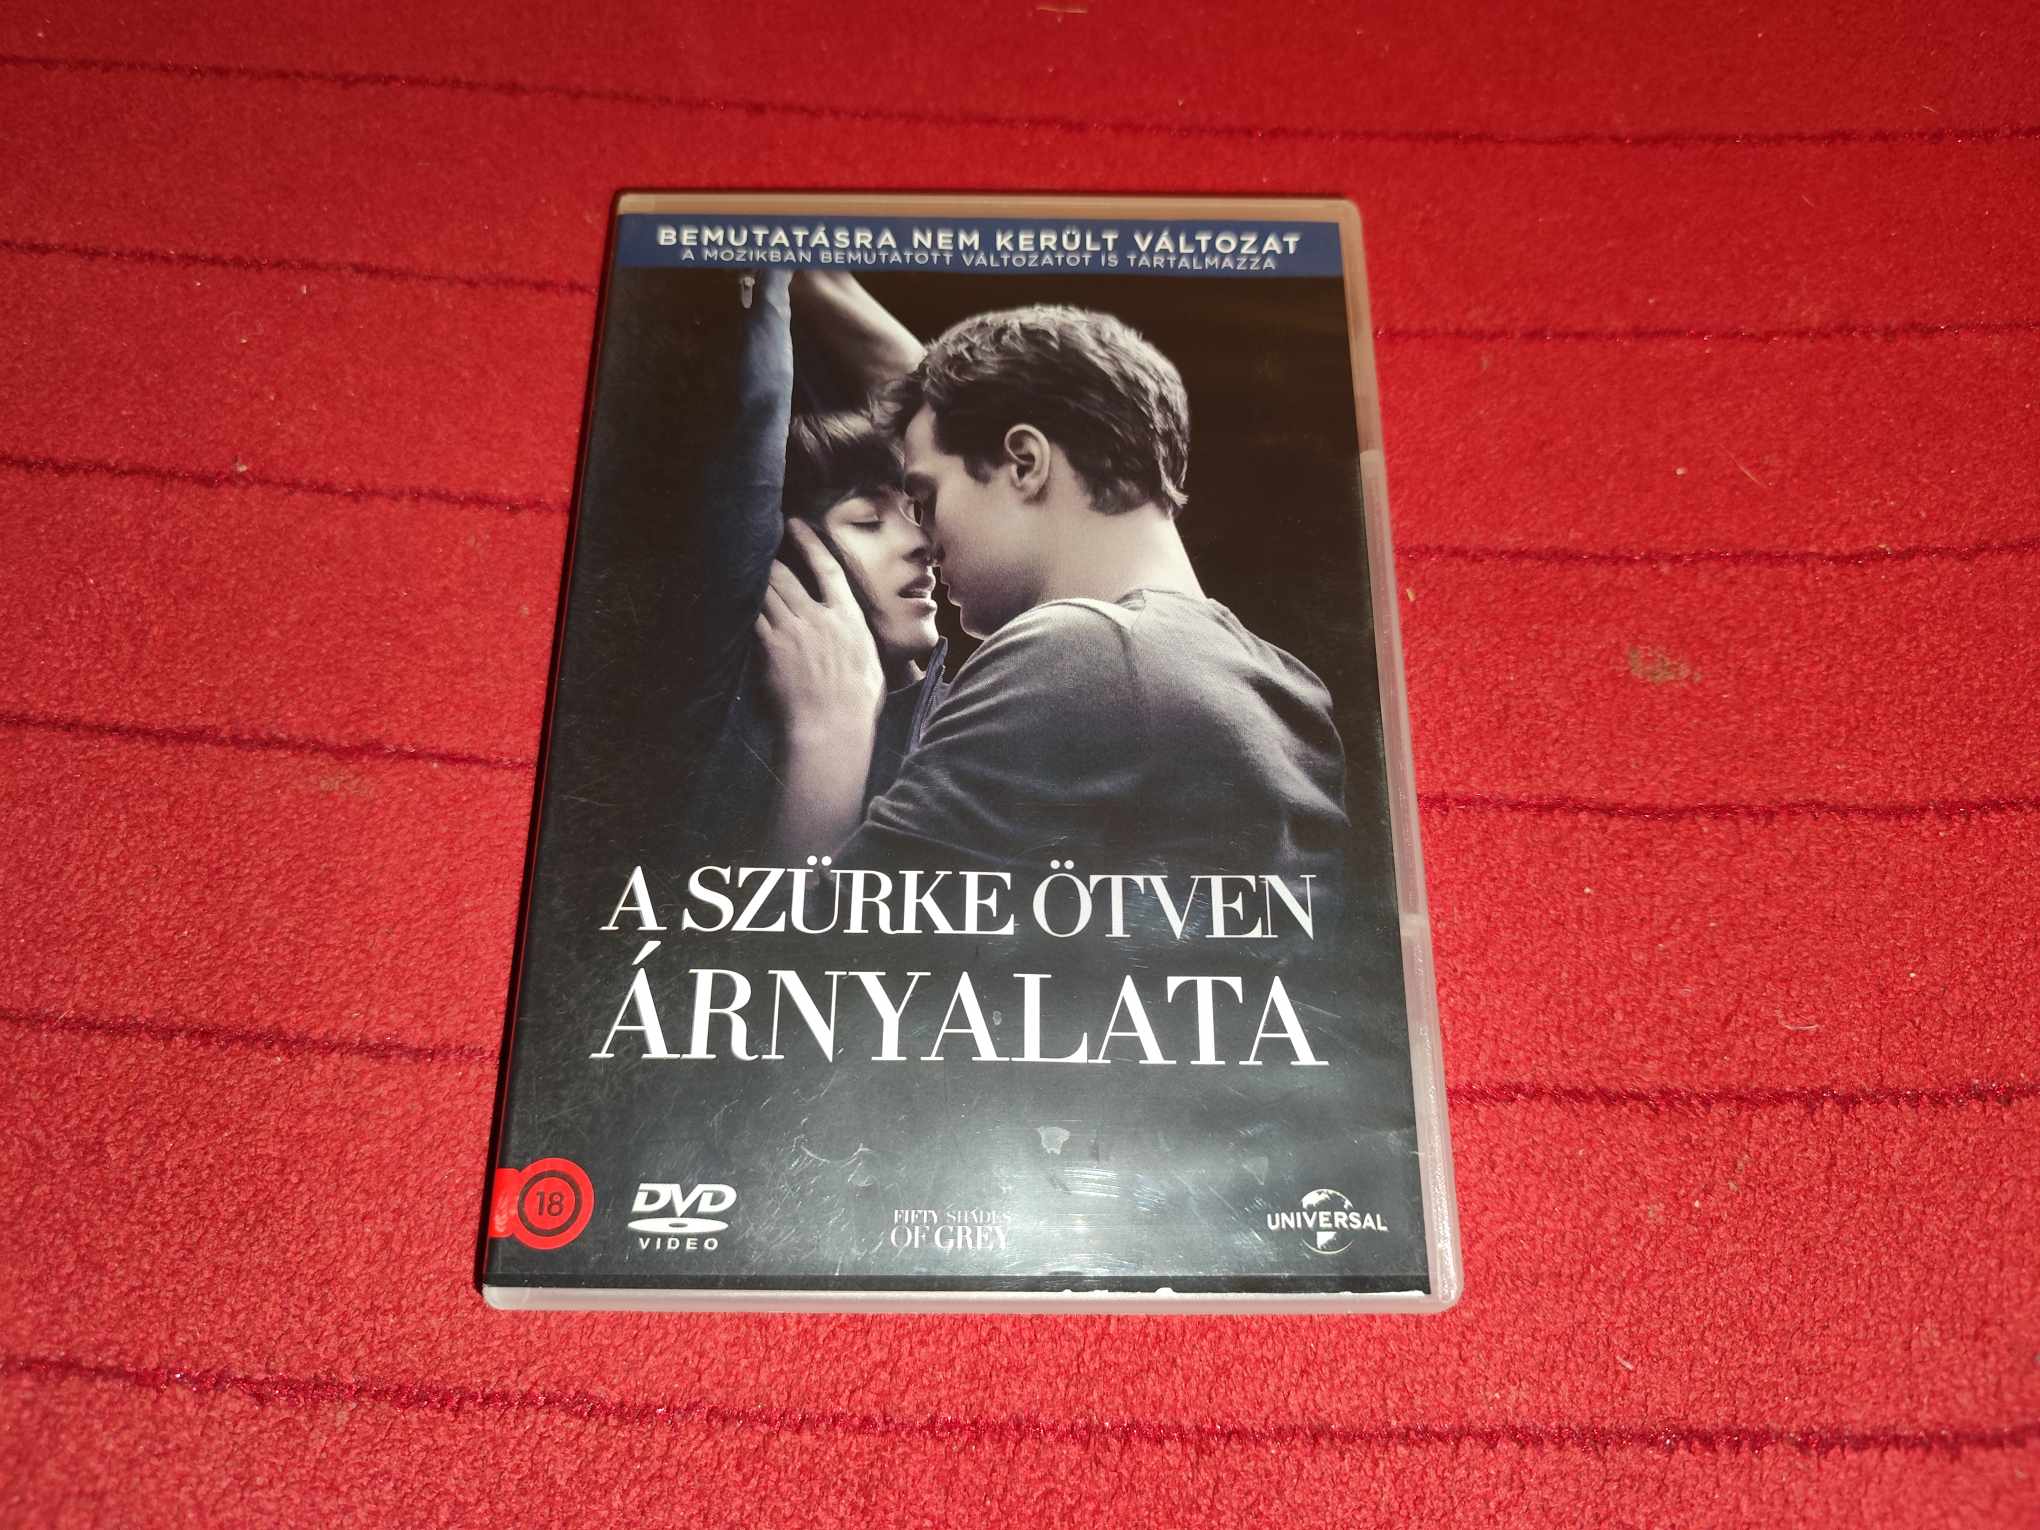 BEMUTATÁSRA NEM KERÜLT VÁLTOZAT
A MOZIKBAN BEMUTATOTT VÁLTOZATOT IS TARTALMAZZA
A SZÜRKE ÖTVEN
ÁRNYALATA
18
DVD
VIDEO
FIFTY SHADES
OF GREY
UNIVERSAL